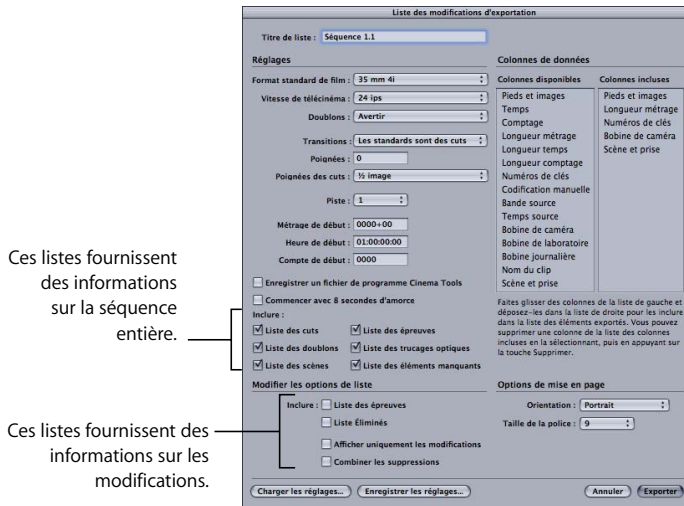 Liste des modifications d'exportation
Titre de liste : Séquence 1.1
Réglages
Format standard de film : 35 mm 4i
Vitesse de télécinéma : 24 ips
Doublons : Avertir
Transitions : Les standards sont des cuts
Poignées : 0
Poignées des cuts : ½ image
Piste : 1
Métrage de début : 0000+00
Heure de début : 01:00:00:00
Compte de début : 0000
Enregistrer un fichier de programme Cinema Tools
Commencer avec 8 secondes d'amorce
Inclure :
Liste des cuts
Liste des épreuves
Liste des doublons
Liste des trucages optiques
Liste des scènes
Liste des éléments manquants
Colonnes de données
Colonnes disponibles
Pieds et images
Temps
Comptage
Longueur métrage
Longueur temps
Longueur comptage
Numéros de clés
Codification manuelle
Bande source
Temps source
Bobine de caméra
Bobine de laboratoire
Bobine journalière
Nom du clip
Scène et prise
Colonnes incluses
Pieds et images
Longueur métrage
Numéros de clés
Bobine de caméra
Scène et prise
Faites glisser des colonnes de la liste de gauche et
déposez-les dans la liste de droite pour les inclure
dans la liste des éléments exportés. Vous pouvez
supprimer une colonne de la liste des colonnes
incluses en la sélectionnant, puis en appuyant sur
la touche Supprimer.
Modifier les options de liste
Inclure : Liste des épreuves
Liste Éliminés
Afficher uniquement les modifications
Combiner les suppressions
Options de mise en page
Orientation : Portrait
Taille de la police : 9
Charger les réglages...
Enregistrer les réglages...
Annuler
Exporter
Ces listes fournissent
des informations
sur la séquence
entière.
Ces listes fournissent des
informations sur les
modifications.